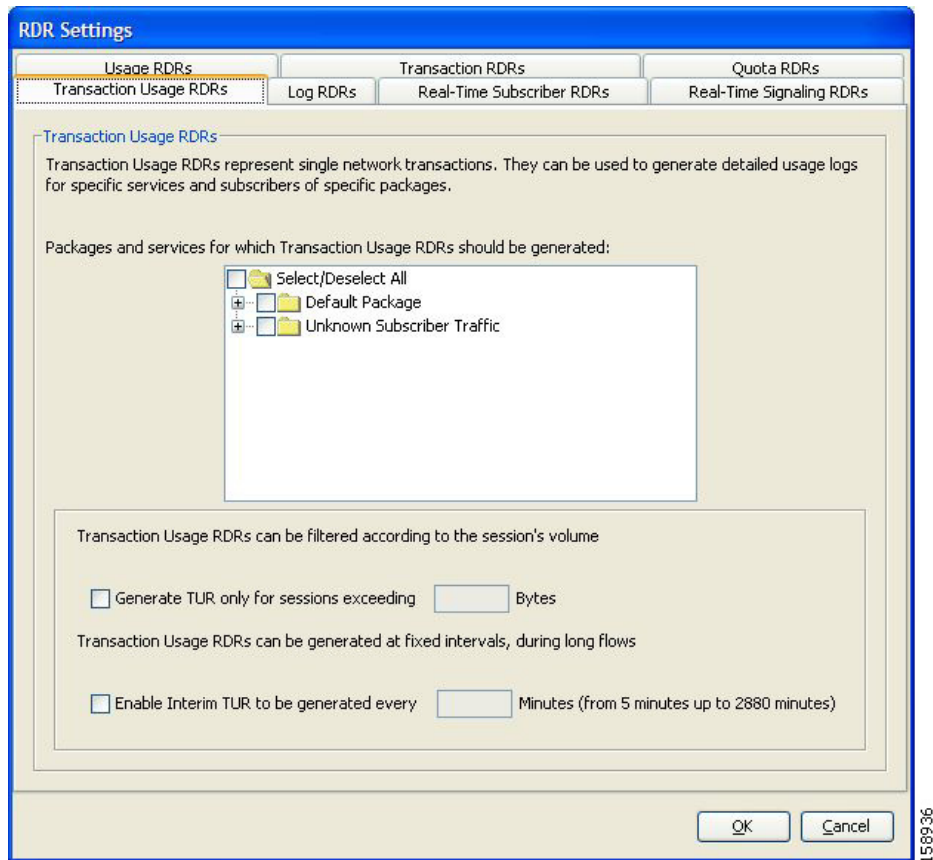 RDR Settings
Usage RDRs
Transaction RDRs
Quota RDRs
Transaction Usage RDRs
Log RDRs
Real-Time Subscriber RDRs
Real-Time Signaling RDRs
Transaction Usage RDRs
Transaction Usage RDRs represent single network transactions. They can be used to generate detailed usage logs
for specific services and subscribers of specific packages.
Packages and services for which Transaction Usage RDRs should be generated:
Select/Deselect All
Default Package
Unknown Subscriber Traffic
Transaction Usage RDRs can be filtered according to the session's volume
Generate TUR only for sessions exceeding Bytes
Transaction Usage RDRs can be generated at fixed intervals, during long flows
Enable Interim TUR to be generated every Minutes (from 5 minutes up to 2880 minutes)
OK
Cancel
158936